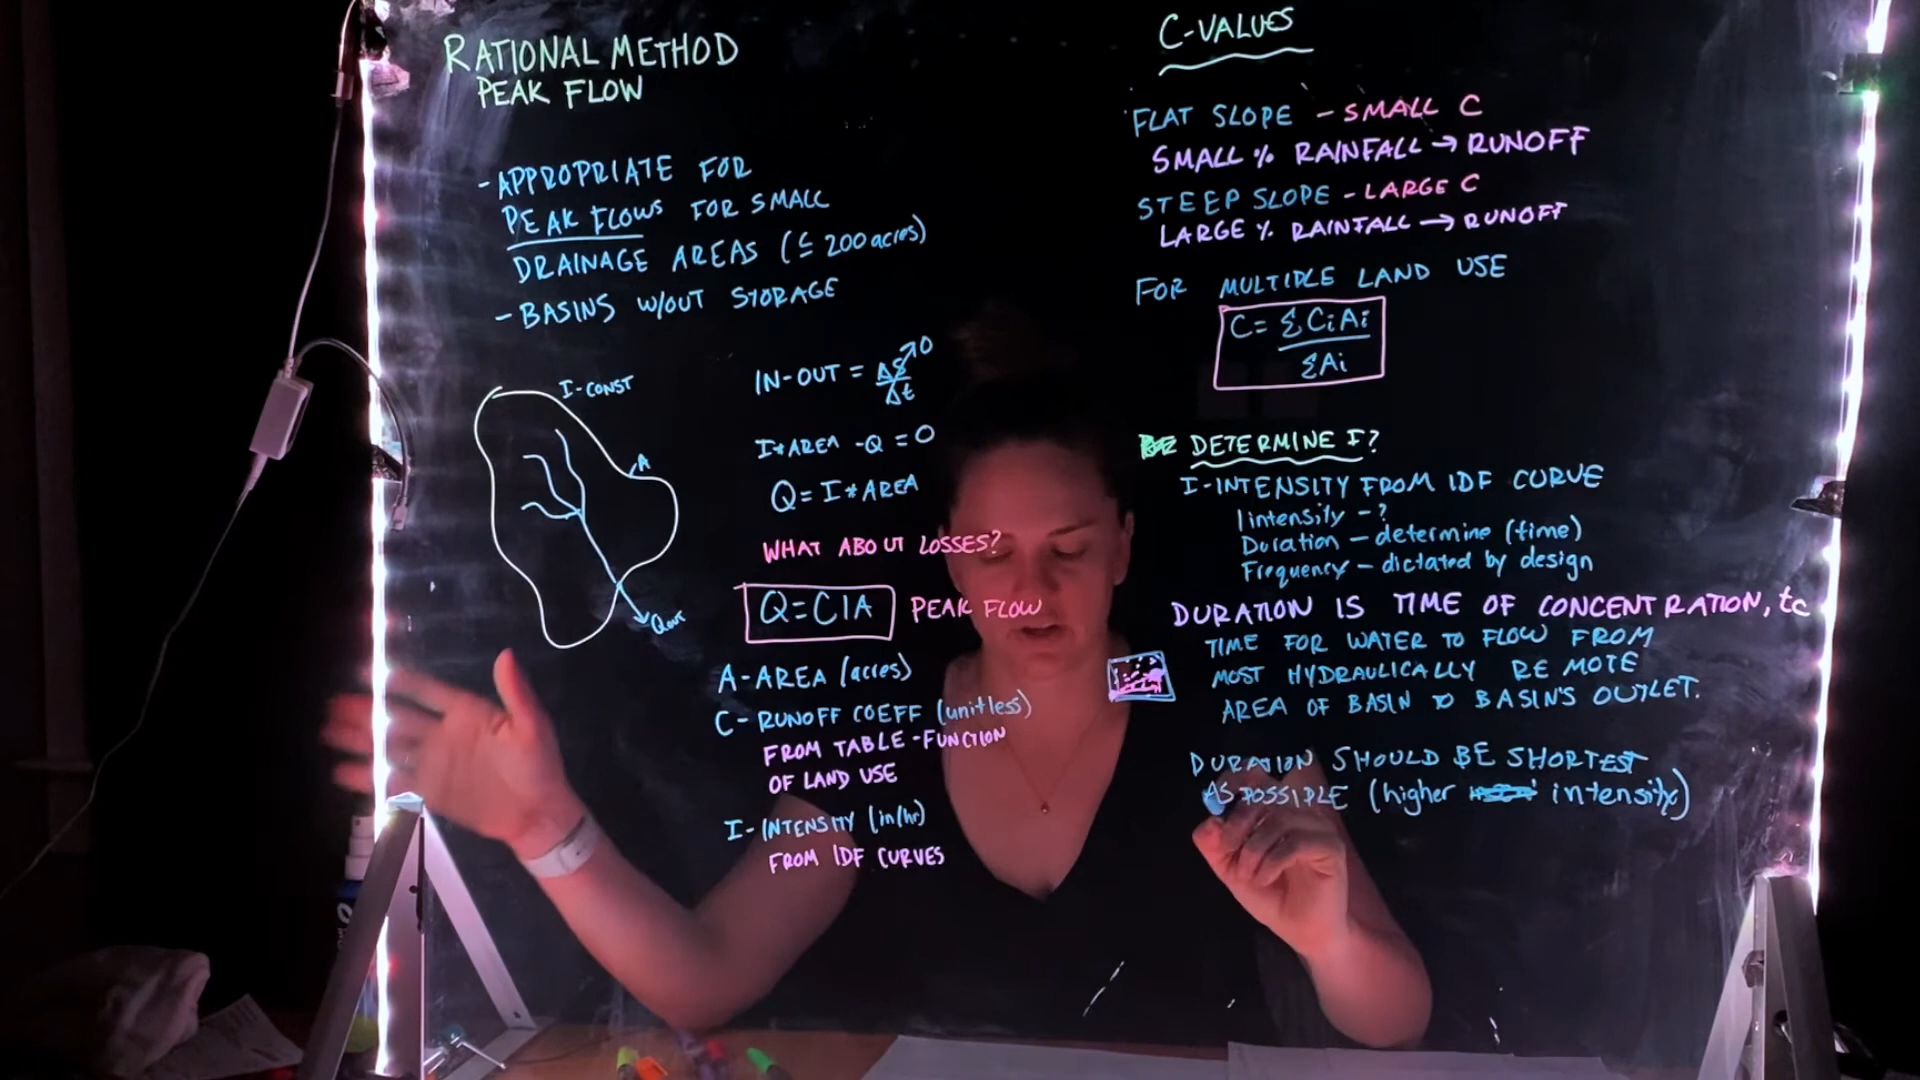 RATIONAL METHOD
PEAK FLOW
- APPROPRIATE FOR
PEAK FLOWS FOR SMALL
DRAINAGE AREAS (≤ 200 acres)
- BASINS W/OUT STORAGE
I-CONST
A
Qout
IN-OUT = ΔS/Δt → 0
I*AREA - Q = 0
Q = I*AREA
WHAT ABOUT LOSSES?
Q=CIA PEAK FLOW
A-AREA (acres)
C- RUNOFF COEFF (unitless)
FROM TABLE-FUNCTION
OF LAND USE
I- INTENSITY (in/hr)
FROM IDF CURVES
C-VALUES
FLAT SLOPE - SMALL C
SMALL % RAINFALL → RUNOFF
STEEP SLOPE - LARGE C
LARGE % RAINFALL → RUNOFF
FOR MULTIPLE LAND USE
C = ΣCiAi
ΣAi
DETERMINE I?
I-INTENSITY FROM IDF CURVE
Iintensity - ?
Duration - determine (time)
Frequency - dictated by design
DURATION IS TIME OF CONCENTRATION, tc
TIME FOR WATER TO FLOW FROM
MOST HYDRAULICALLY REMOTE
AREA OF BASIN TO BASIN'S OUTLET.
DURATION SHOULD BE SHORTEST
AS POSSIBLE (higher intensity)